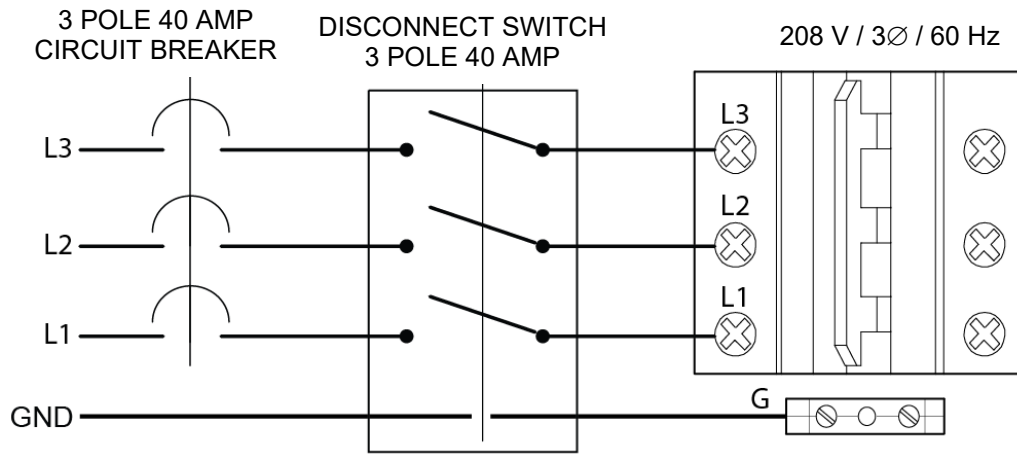 3 POLE 40 AMP
CIRCUIT BREAKER
DISCONNECT SWITCH
3 POLE 40 AMP
208 V / 3∅ / 60 Hz
L3
L3
L2
L2
L1
L1
GND
G